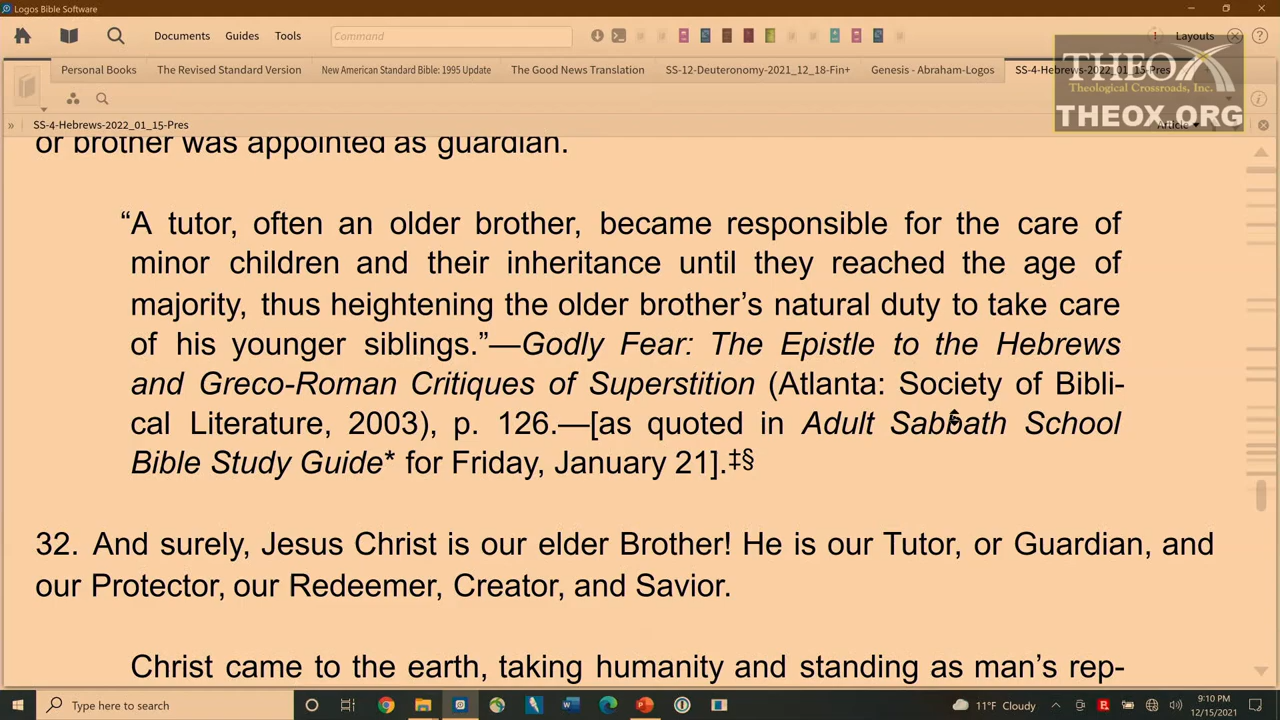 Logos Bible Software
Documents Guides Tools Command Layouts
Personal Books The Revised Standard Version New American Standard Bible: 1995 Update The Good News Translation SS-12-Deuteronomy-2021_12_18-Fin+ Genesis - Abraham-Logos SS-4-Hebrews-2022_01_15-Pres
THEOX
Theological Crossroads, Inc.
THEOX.ORG
SS-4-Hebrews-2022_01_15-Pres Article
or brother was appointed as guardian.
“A tutor, often an older brother, became responsible for the care of
minor children and their inheritance until they reached the age of
majority, thus heightening the older brother’s natural duty to take care
of his younger siblings.”—Godly Fear: The Epistle to the Hebrews
and Greco-Roman Critiques of Superstition (Atlanta: Society of Bibli-
cal Literature, 2003), p. 126.—[as quoted in Adult Sabbath School
Bible Study Guide* for Friday, January 21].‡§
32. And surely, Jesus Christ is our elder Brother! He is our Tutor, or Guardian, and
our Protector, our Redeemer, Creator, and Savior.
Christ came to the earth, taking humanity and standing as man’s rep-
Type here to search 11°F Cloudy 9:10 PM
12/15/2021